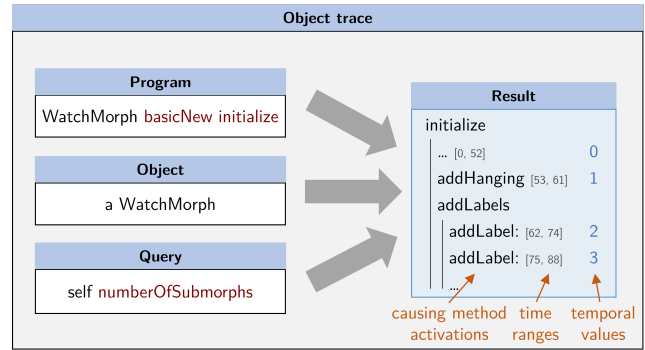 Object trace
Program
WatchMorph basicNew initialize
Object
a WatchMorph
Query
self numberOfSubmorphs
Result
initialize
... [0, 52] 0
addHanging [53, 61] 1
addLabels
addLabel: [62, 74] 2
addLabel: [75, 88] 3
...
causing method activations
time ranges
temporal values